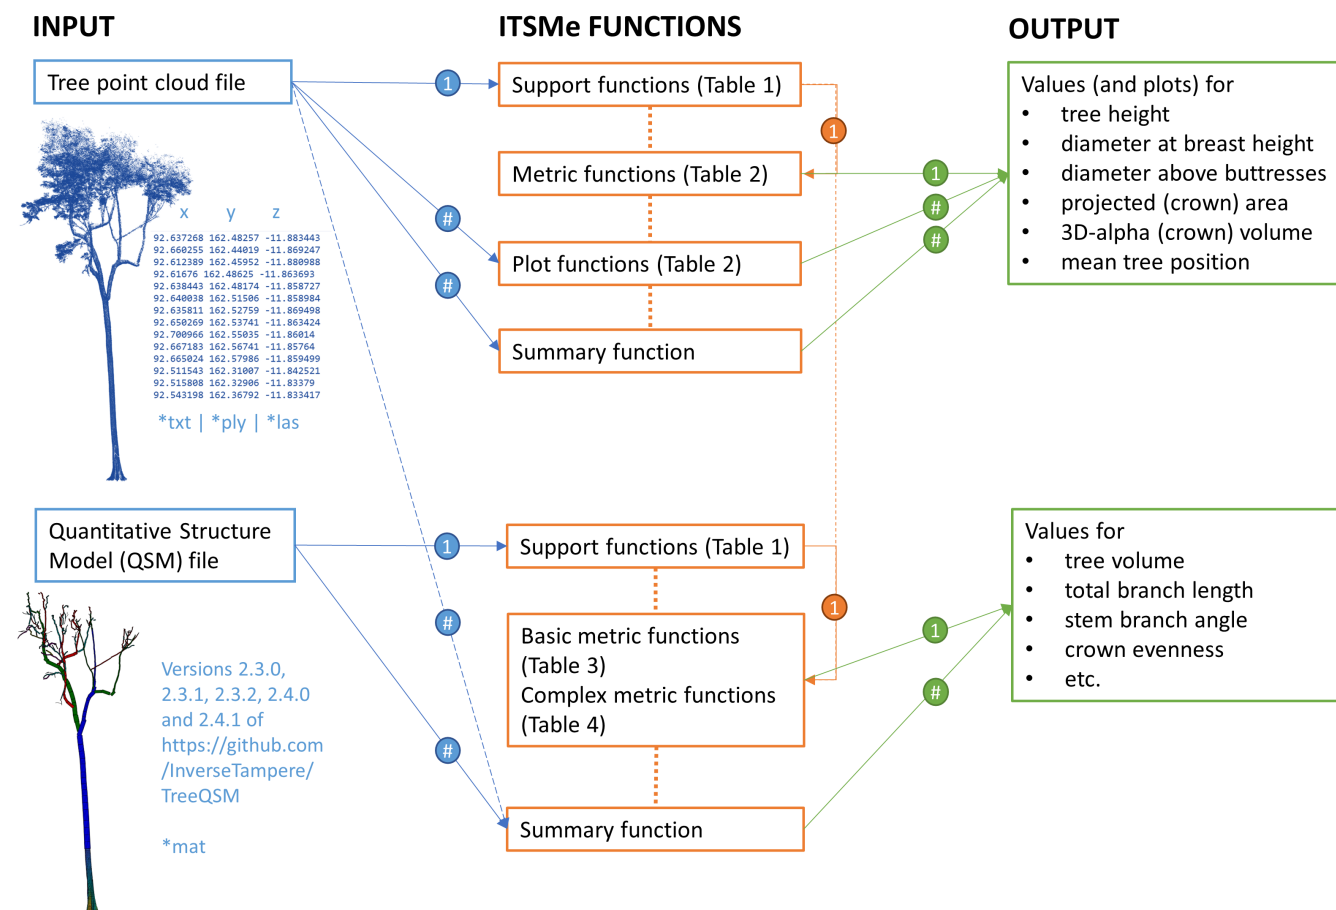 INPUT
ITSMe FUNCTIONS
OUTPUT
Tree point cloud file
1
Support functions (Table 1)
1
Metric functions (Table 2)
1
#
#
#
Plot functions (Table 2)
#
Summary function
Values (and plots) for
• tree height
• diameter at breast height
• diameter above buttresses
• projected (crown) area
• 3D-alpha (crown) volume
• mean tree position
x y z
92.637268 162.48257 -11.883443
92.660255 162.44019 -11.869247
92.612389 162.45952 -11.880988
92.61676 162.48625 -11.863693
92.638443 162.48174 -11.858727
92.640038 162.51506 -11.858984
92.635811 162.52759 -11.869498
92.650269 162.53741 -11.863424
92.700966 162.55035 -11.86014
92.667183 162.56741 -11.85764
92.665024 162.57986 -11.859499
92.511543 162.31007 -11.842521
92.515808 162.32906 -11.83379
92.543198 162.36792 -11.833417
*txt | *ply | *las
Quantitative Structure
Model (QSM) file
1
Support functions (Table 1)
#
1
Basic metric functions
(Table 3)
Complex metric functions
(Table 4)
1
#
#
Summary function
Values for
• tree volume
• total branch length
• stem branch angle
• crown evenness
• etc.
Versions 2.3.0,
2.3.1, 2.3.2, 2.4.0
and 2.4.1 of
https://github.com
/InverseTampere/
TreeQSM
*mat